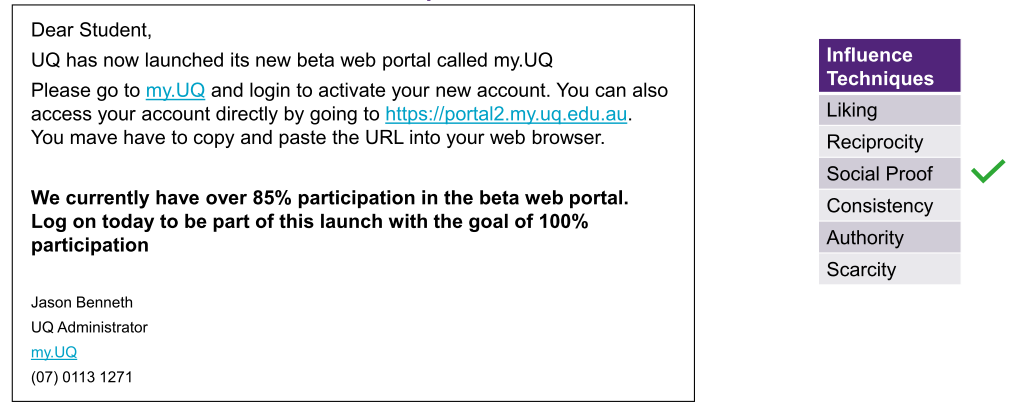 Dear Student,
UQ has now launched its new beta web portal called my.UQ
Please go to my.UQ and login to activate your new account. You can also
access your account directly by going to https://portal2.my.uq.edu.au.
You mave have to copy and paste the URL into your web browser.
We currently have over 85% participation in the beta web portal.
Log on today to be part of this launch with the goal of 100%
participation
Jason Benneth
UQ Administrator
my.UQ
(07) 0113 1271
Influence
Techniques
Liking
Reciprocity
Social Proof
Consistency
Authority
Scarcity